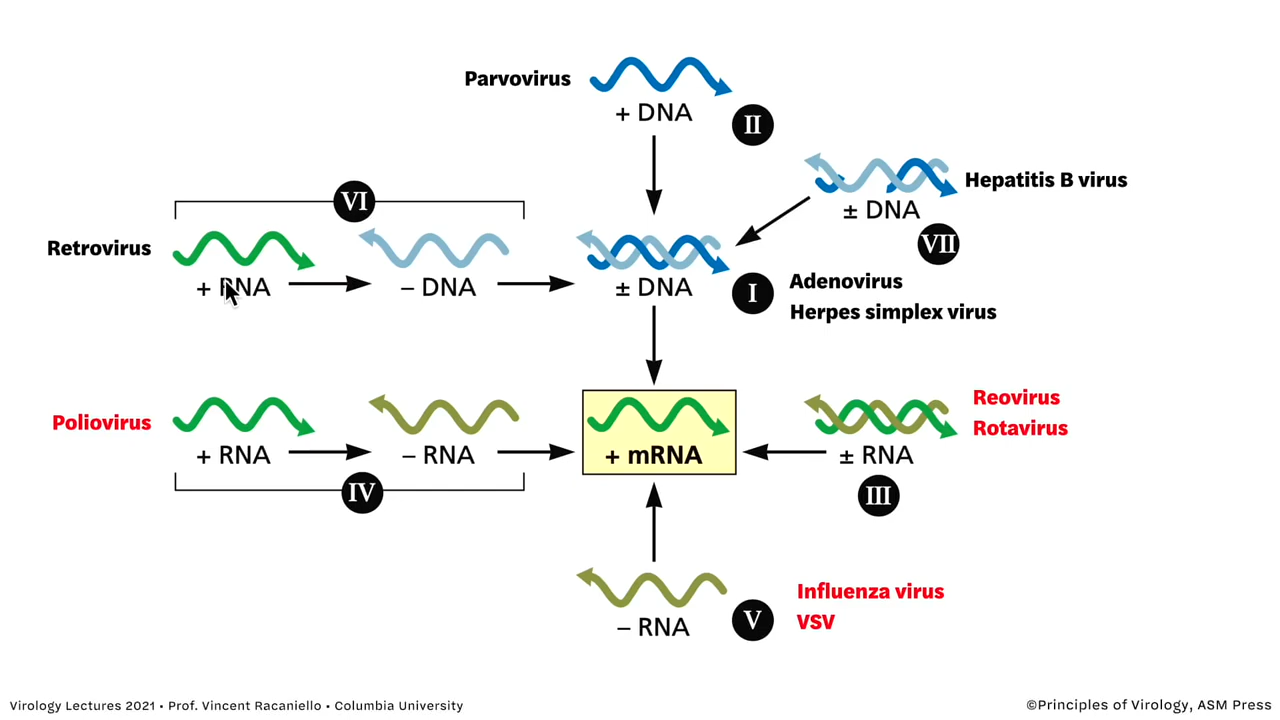 Parvovirus
+ DNA
II
Hepatitis B virus
± DNA
VII
VI
Retrovirus
+ RNA
– DNA
± DNA
I
Adenovirus
Herpes simplex virus
Poliovirus
+ RNA
– RNA
IV
+ mRNA
Reovirus
Rotavirus
± RNA
III
– RNA
V
Influenza virus
VSV
Virology Lectures 2021 • Prof. Vincent Racaniello • Columbia University
©Principles of Virology, ASM Press